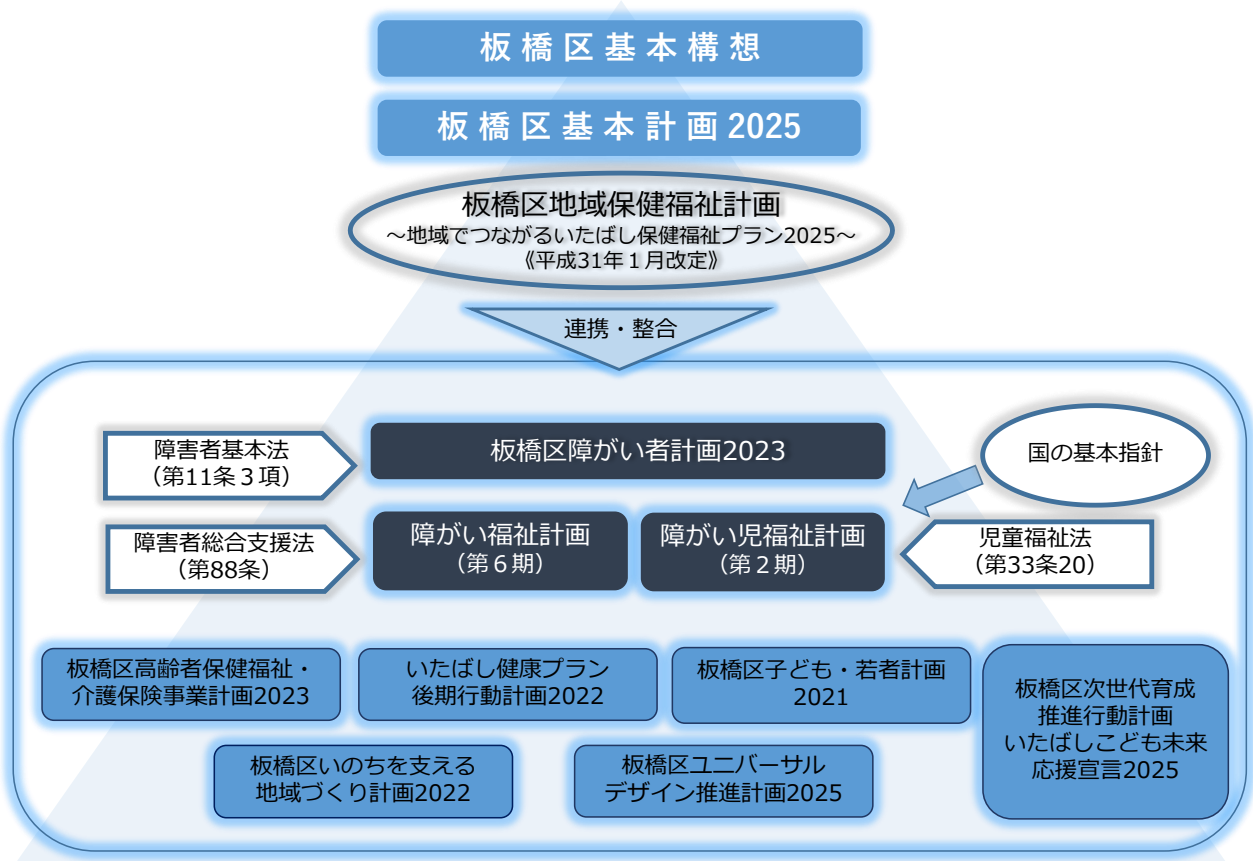 板橋区基本構想
板橋区基本計画2025
板橋区地域保健福祉計画
～地域でつながるいたばし保健福祉プラン2025～
《平成31年１月改定》
連携・整合
障害者基本法
（第11条３項）
板橋区障がい者計画2023
国の基本指針
障害者総合支援法
（第88条）
障がい福祉計画
（第６期）
障がい児福祉計画
（第２期）
児童福祉法
（第33条20）
板橋区高齢者保健福祉・
介護保険事業計画2023
いたばし健康プラン
後期行動計画2022
板橋区子ども・若者計画
2021
板橋区次世代育成
推進行動計画
いたばしこども未来
応援宣言2025
板橋区いのちを支える
地域づくり計画2022
板橋区ユニバーサル
デザイン推進計画2025